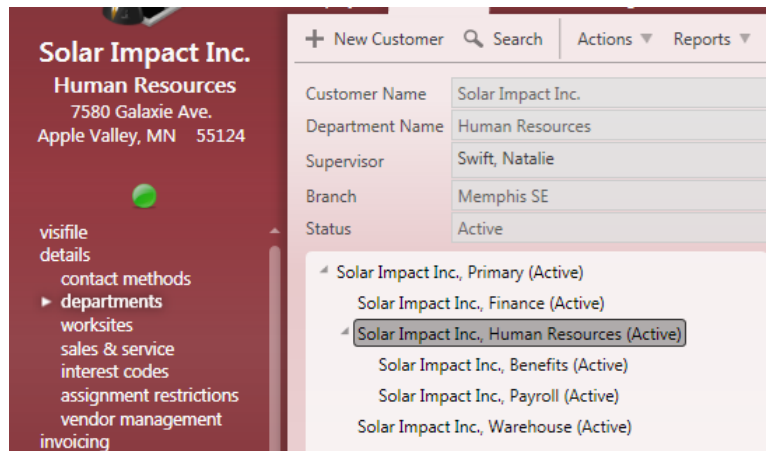 Solar Impact Inc.
Human Resources
7580 Galaxie Ave.
Apple Valley, MN 55124
visifile
details
contact methods
departments
worksites
sales & service
interest codes
assignment restrictions
vendor management
invoicing
New Customer Search Actions Reports
Customer Name Solar Impact Inc.
Department Name Human Resources
Supervisor Swift, Natalie
Branch Memphis SE
Status Active
Solar Impact Inc., Primary (Active)
Solar Impact Inc., Finance (Active)
Solar Impact Inc., Human Resources (Active)
Solar Impact Inc., Benefits (Active)
Solar Impact Inc., Payroll (Active)
Solar Impact Inc., Warehouse (Active)